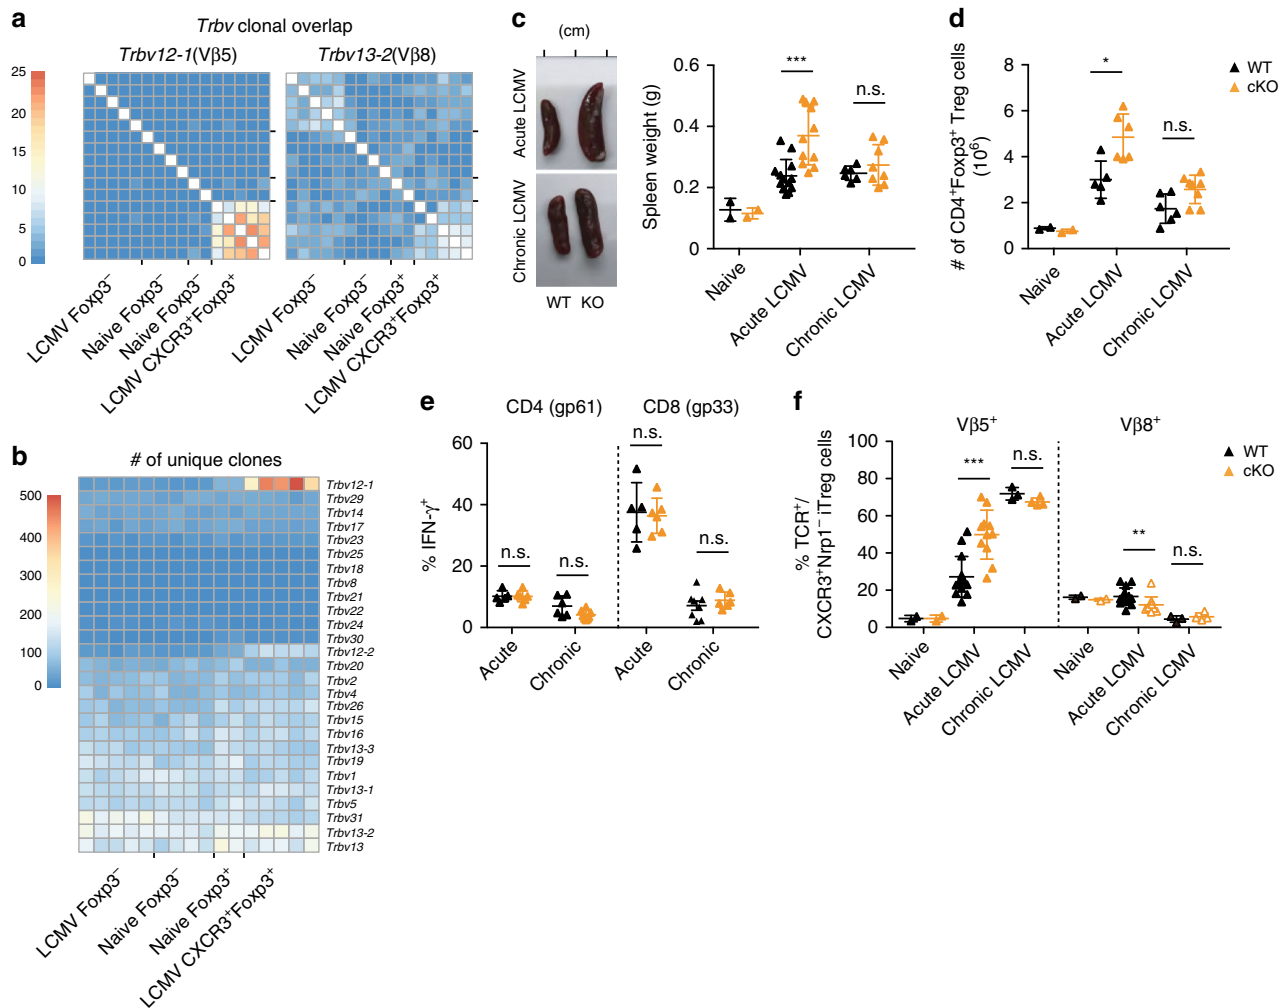 a
Trbv clonal overlap
Trbv12-1(Vβ5)
Trbv13-2(Vβ8)
25
20
15
10
5
0
LCMV Foxp3⁻
Naive Foxp3⁻
Naive Foxp3⁻
LCMV CXCR3⁺Foxp3⁺
LCMV Foxp3⁻
Naive Foxp3⁻
Naive Foxp3⁺
LCMV CXCR3⁺Foxp3⁺
b
# of unique clones
500
400
300
200
100
0
Trbv12-1
Trbv29
Trbv14
Trbv17
Trbv23
Trbv25
Trbv18
Trbv8
Trbv21
Trbv22
Trbv24
Trbv30
Trbv12-2
Trbv20
Trbv2
Trbv4
Trbv26
Trbv15
Trbv16
Trbv13-3
Trbv19
Trbv1
Trbv13-1
Trbv5
Trbv31
Trbv13-2
Trbv13
LCMV Foxp3⁻
Naive Foxp3⁻
Naive Foxp3⁺
LCMV CXCR3⁺Foxp3⁺
c
(cm)
Acute LCMV
Chronic LCMV
WT KO
Spleen weight (g)
0.6
0.4
0.2
0
***
n.s.
Naive
Acute LCMV
Chronic LCMV
d
# of CD4⁺Foxp3⁺ Treg cells
(10⁶)
8
6
4
2
0
*
n.s.
Naive
Acute LCMV
Chronic LCMV
WT
cKO
e
CD4 (gp61)
CD8 (gp33)
% IFN-γ⁺
60
40
20
0
n.s.
n.s.
n.s.
n.s.
Acute
Chronic
Acute
Chronic
f
Vβ5⁺
Vβ8⁺
% TCR⁺/
CXCR3⁺Nrp1⁻ iTreg cells
100
80
60
40
20
0
***
n.s.
**
n.s.
Naive
Acute LCMV
Chronic LCMV
Naive
Acute LCMV
Chronic LCMV
WT
cKO